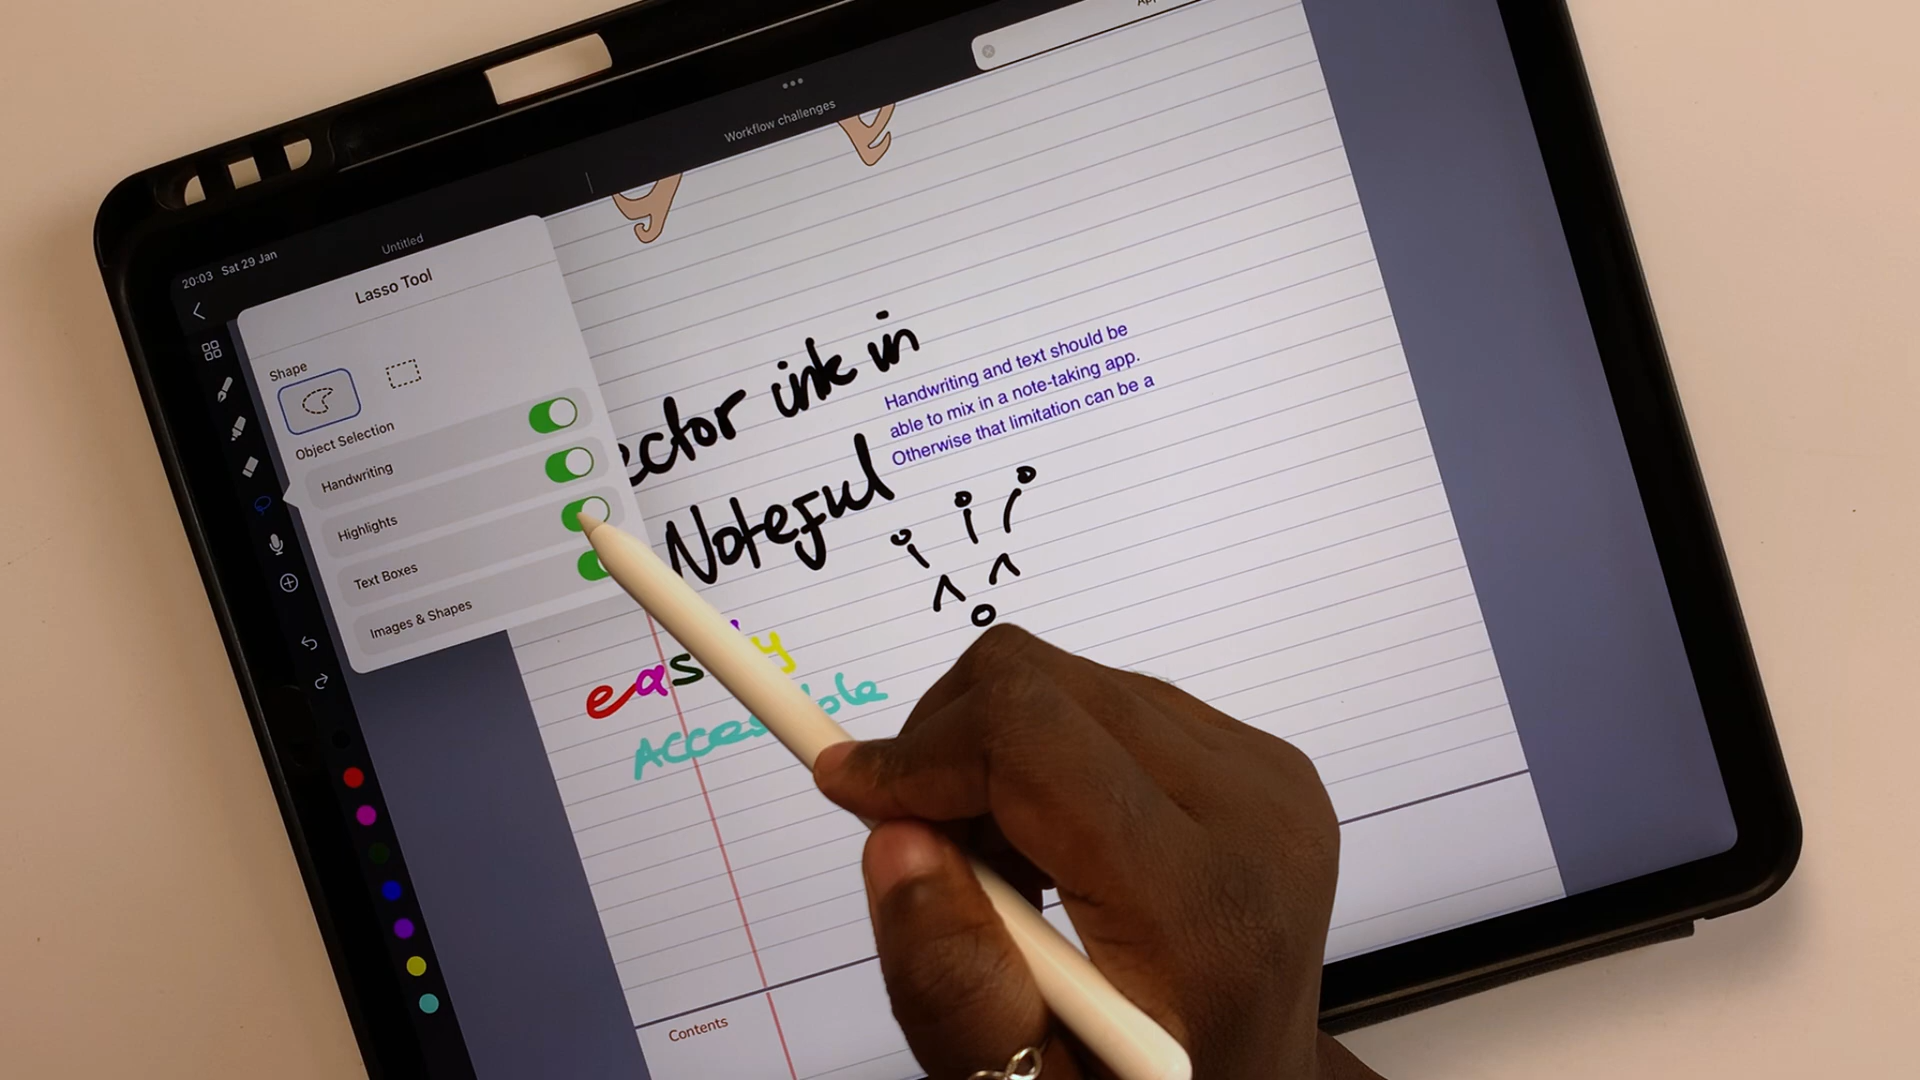 Workflow challenges
20:03 Sat 29 Jan
Untitled
Lasso Tool
Shape
Object Selection
Handwriting
Highlights
Text Boxes
Images & Shapes
ector ink in
Noteful
Handwriting and text should be
able to mix in a note-taking app.
Otherwise that limitation can be a
Contents